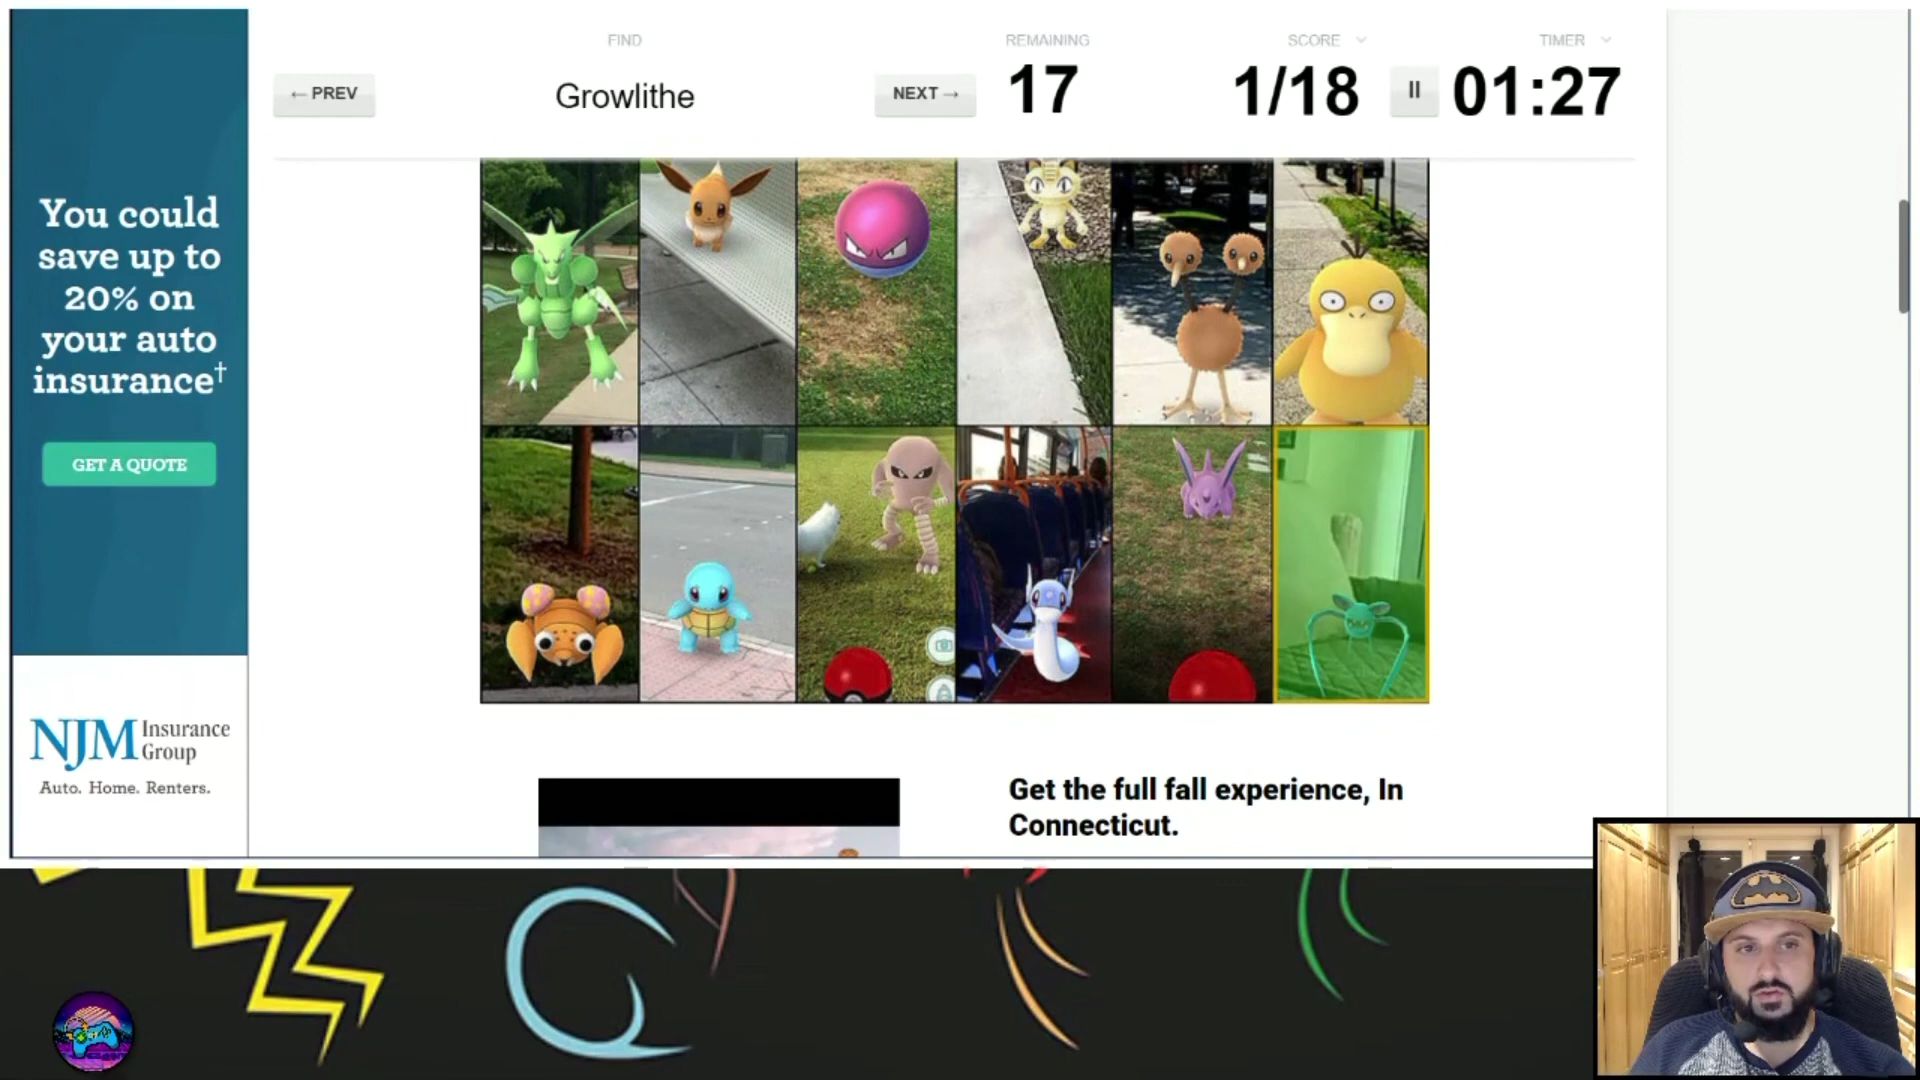 FIND
REMAINING
SCORE
TIMER
← PREV
Growlithe
NEXT →
17
1/18
01:27
You could
save up to
20% on
your auto
insurance†
GET A QUOTE
NJM Insurance
Group
Auto. Home. Renters.
Get the full fall experience, In
Connecticut.